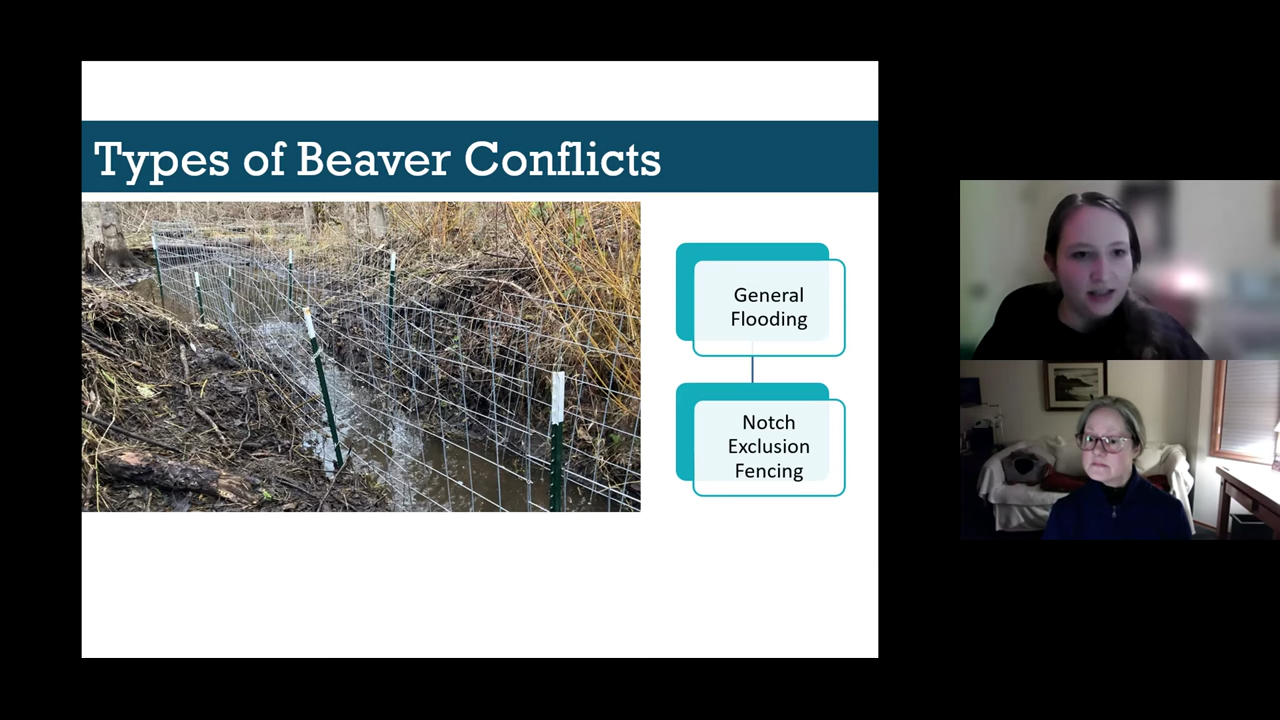 Types of Beaver Conflicts
General
Flooding
Notch
Exclusion
Fencing